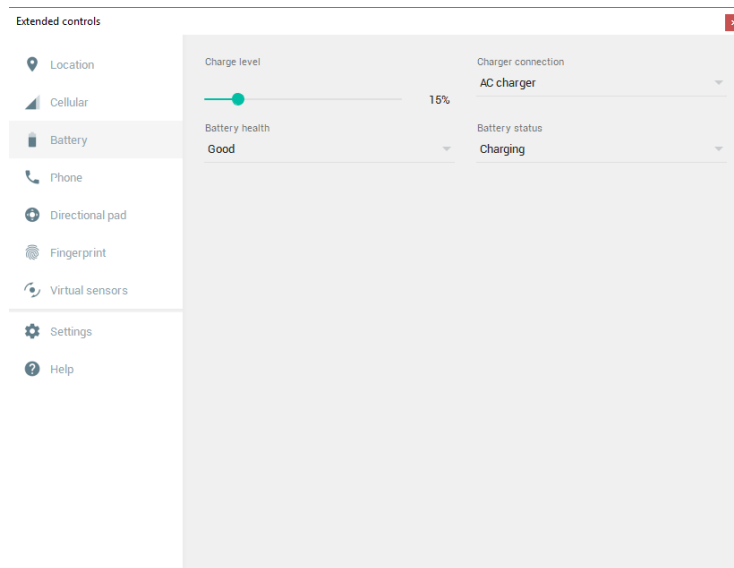 Extended controls
Location
Cellular
Battery
Phone
Directional pad
Fingerprint
Virtual sensors
Settings
Help
Charge level
15%
Charger connection
AC charger
Battery health
Good
Battery status
Charging